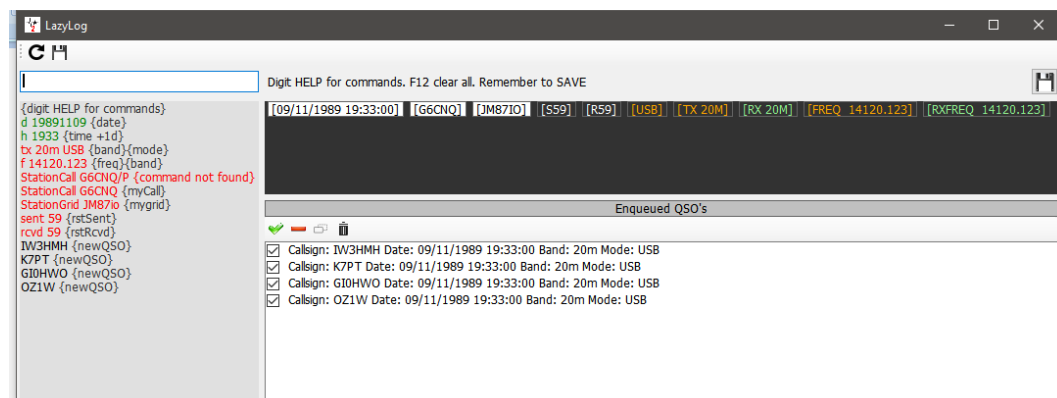 LazyLog
Digit HELP for commands. F12 clear all. Remember to SAVE
{digit HELP for commands}
d 19891109 {date}
h 1933 {time +1d}
tx 20m USB {band}{mode}
f 14120.123 {freq}{band}
StationCall G6CNQ/P {command not found}
StationCall G6CNQ {myCall}
StationGrid JM87io {mygrid}
sent 59 {rstSent}
rcvd 59 {rstRcvd}
IW3HMH {newQSO}
K7PT {newQSO}
GI0HWO {newQSO}
OZ1W {newQSO}
[09/11/1989 19:33:00] [G6CNQ] [JM87IO] [S59] [R59] [USB] [TX 20M] [RX 20M] [FREQ 14120.123] [RXFREQ 14120.123]
Enqueued QSO's
Callsign: IW3HMH Date: 09/11/1989 19:33:00 Band: 20m Mode: USB
Callsign: K7PT Date: 09/11/1989 19:33:00 Band: 20m Mode: USB
Callsign: GI0HWO Date: 09/11/1989 19:33:00 Band: 20m Mode: USB
Callsign: OZ1W Date: 09/11/1989 19:33:00 Band: 20m Mode: USB